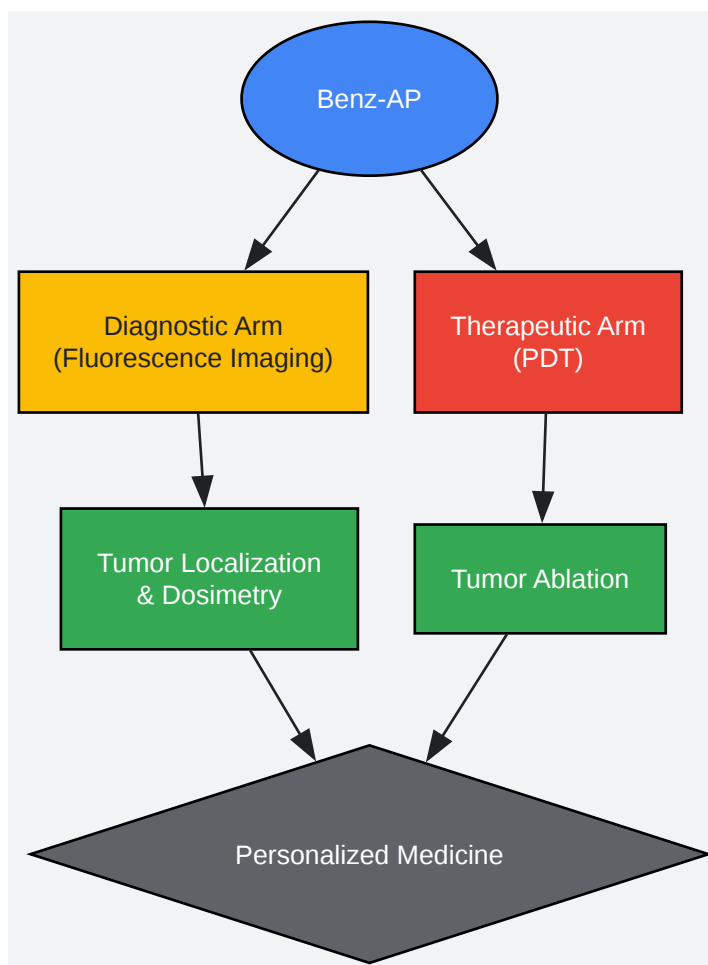 Benz-AP
Diagnostic Arm
(Fluorescence Imaging)
Therapeutic Arm
(PDT)
Tumor Localization
& Dosimetry
Tumor Ablation
Personalized Medicine